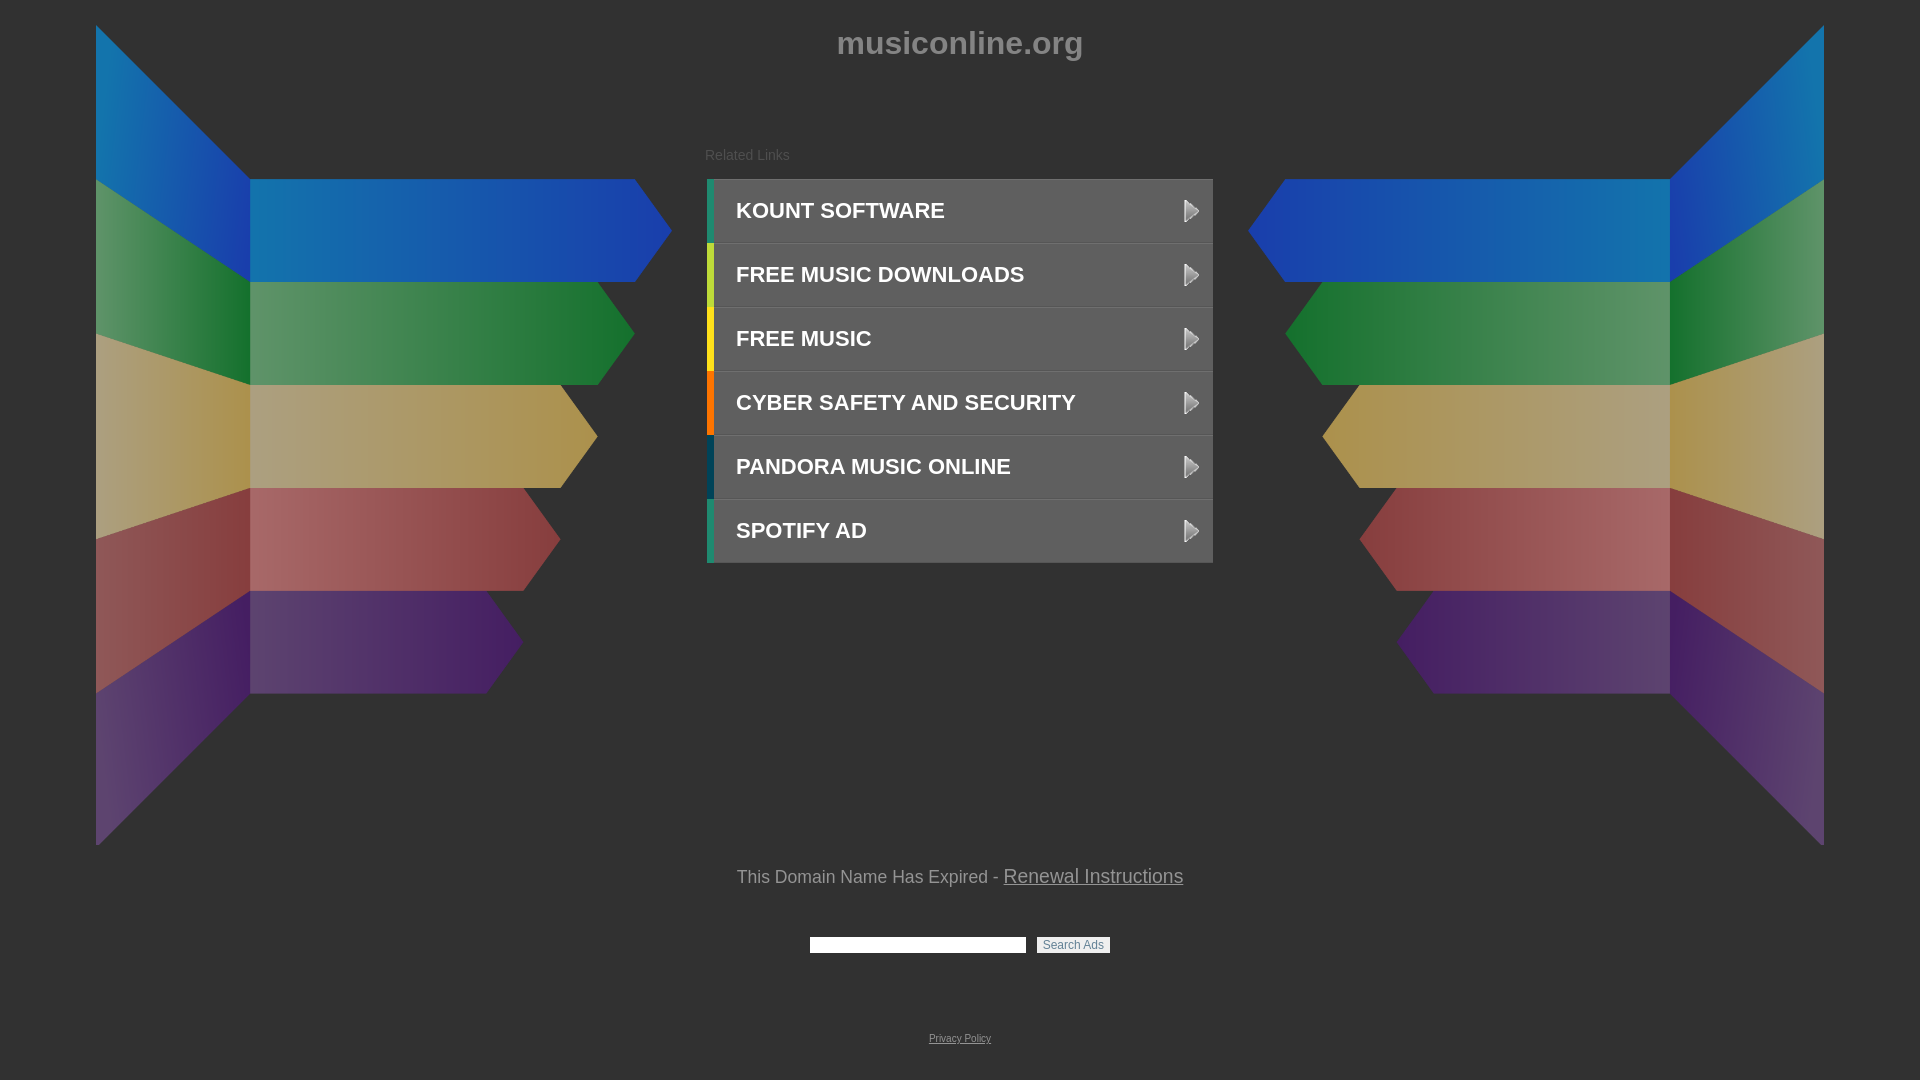 musiconline.org
Related Links
KOUNT SOFTWARE
FREE MUSIC DOWNLOADS
FREE MUSIC
CYBER SAFETY AND SECURITY
PANDORA MUSIC ONLINE
SPOTIFY AD
This Domain Name Has Expired - Renewal Instructions
Search Ads
Privacy Policy